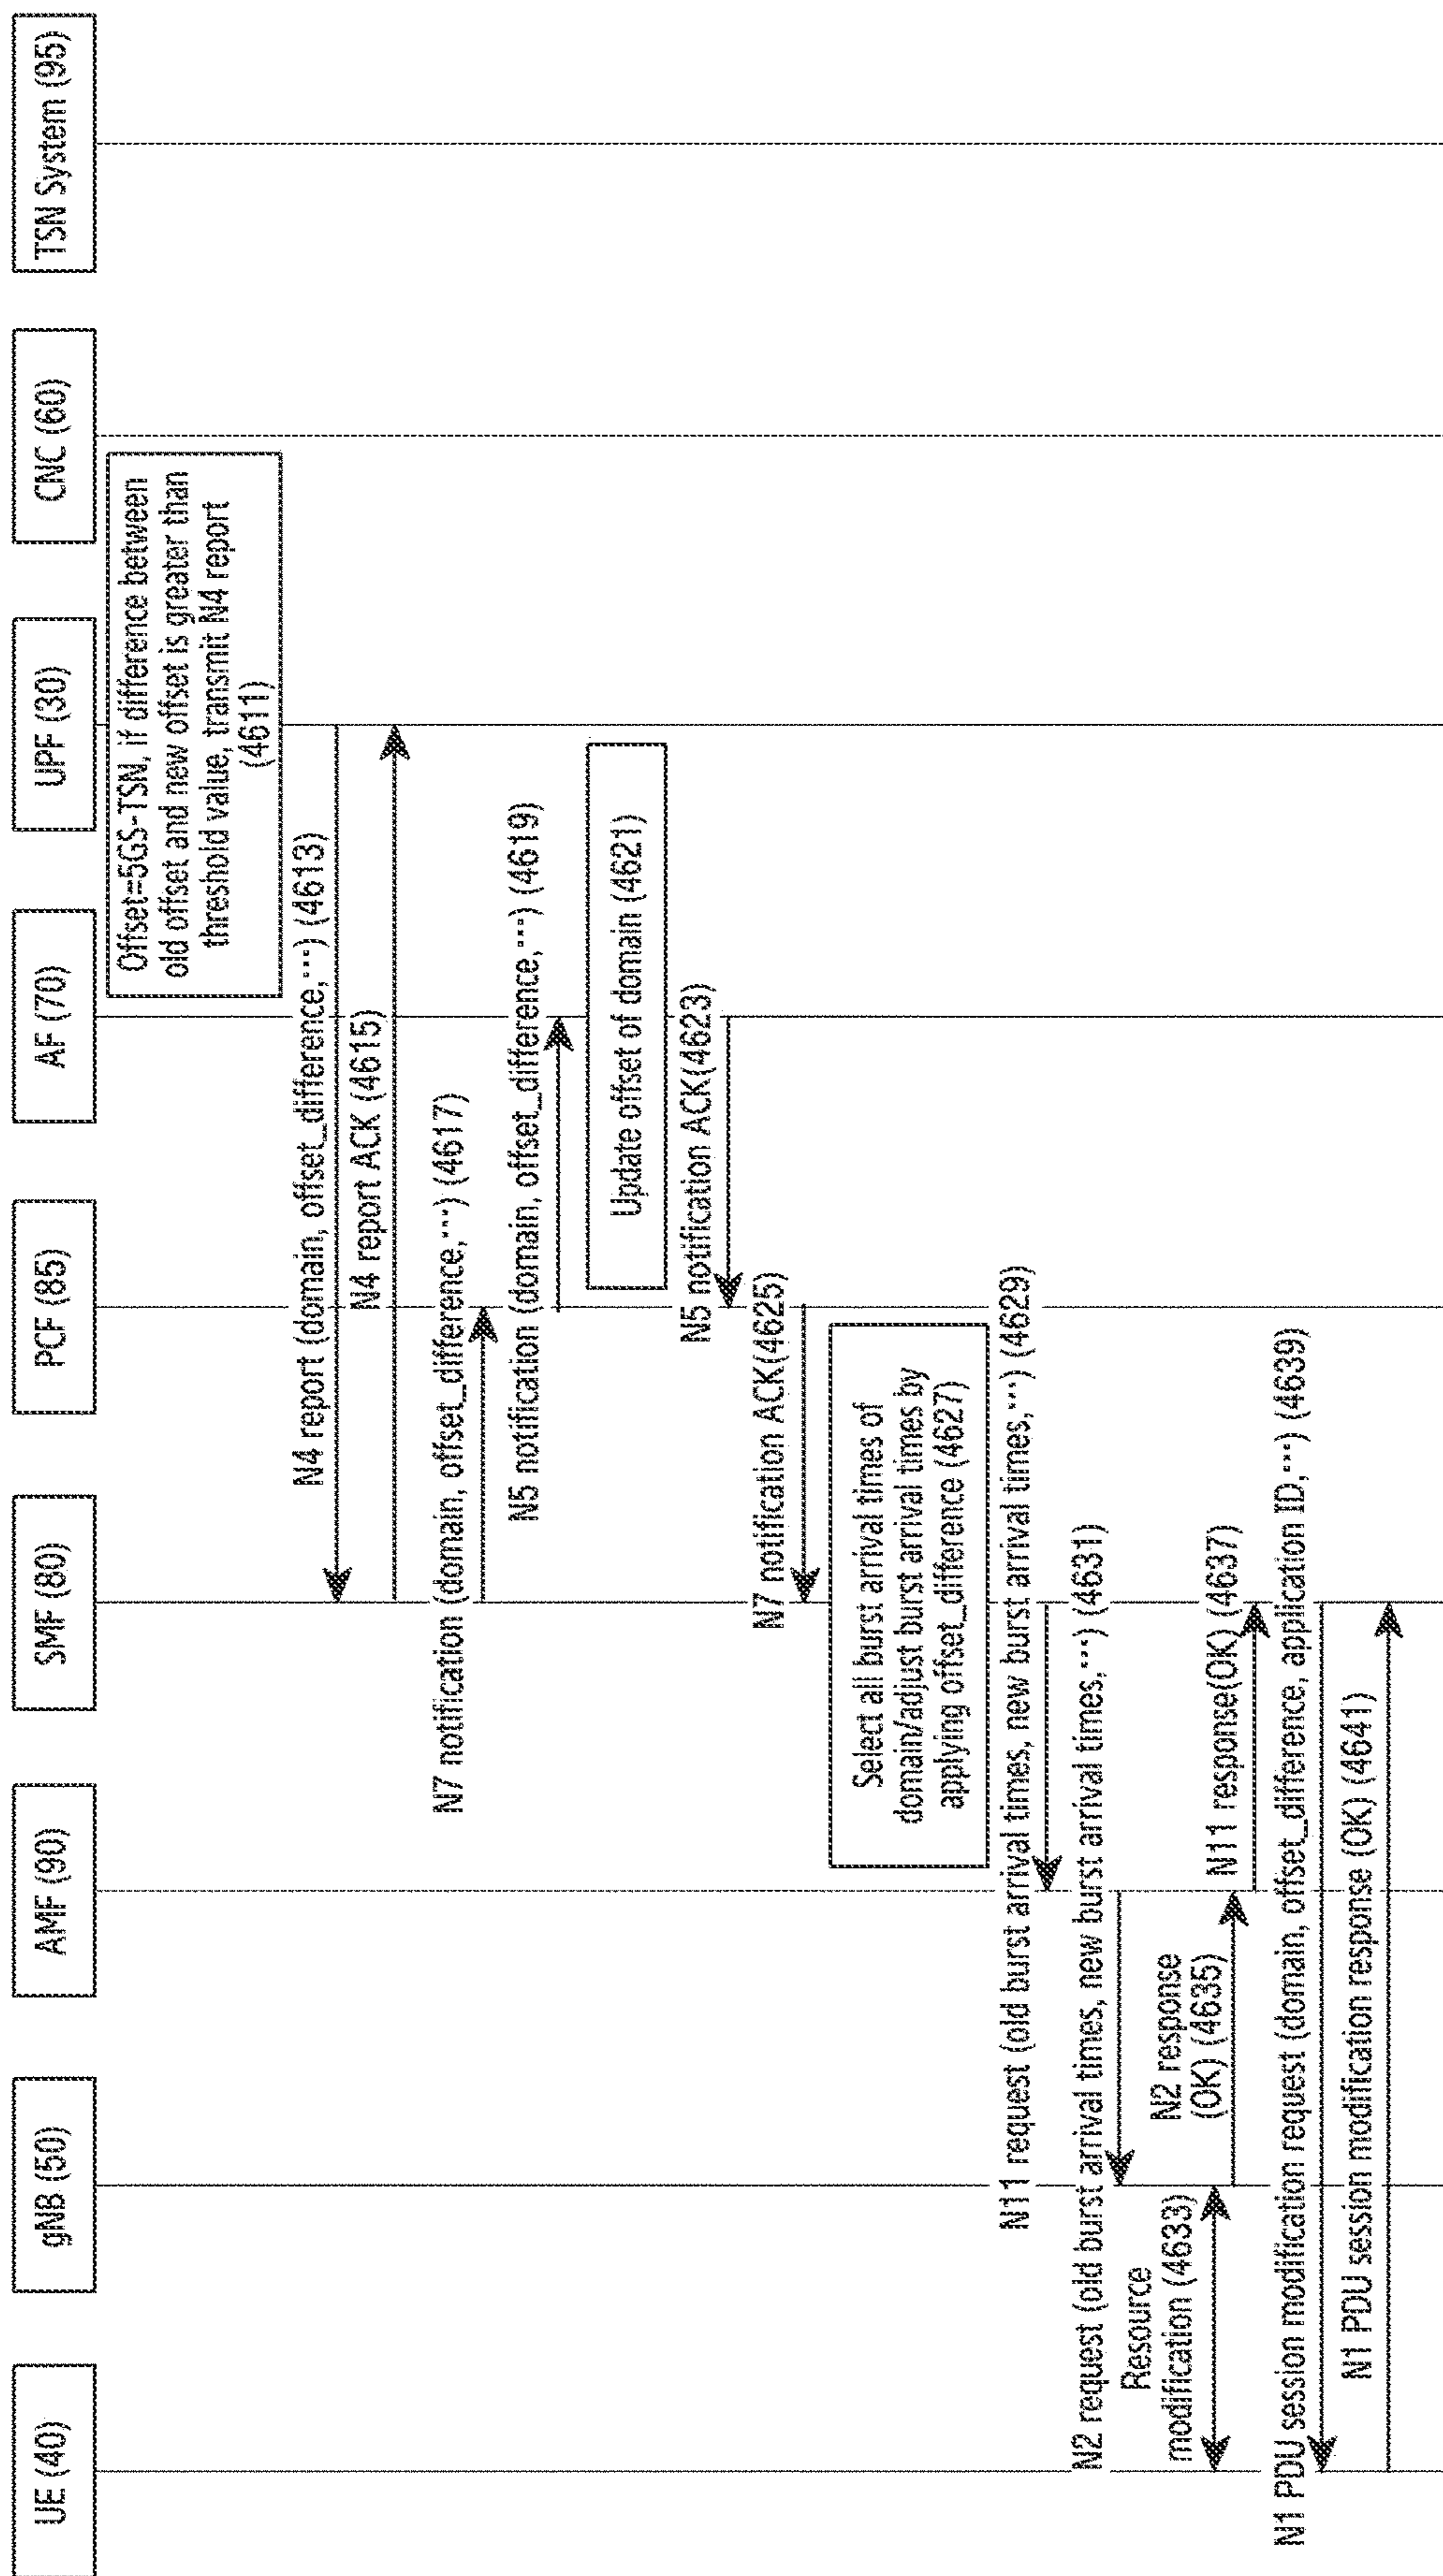 UE (40)
gNB (50)
AMF (90)
SMF (80)
PCF (85)
AF (70)
UPF (30)
CNC (60)
TSN System (95)
Offset=5GS-TSN, if difference between
old offset and new offset is greater than
threshold value, transmit N4 report
(4611)
N4 report (domain, offset_difference,···) (4613)
N4 report ACK (4615)
N7 notification (domain, offset_difference,···) (4617)
N5 notification (domain, offset_difference,···) (4619)
Update offset of domain (4621)
N5 notification ACK(4623)
N7 notification ACK(4625)
Select all burst arrival times of
domain/adjust burst arrival times by
applying offset_difference (4627)
N11 request (old burst arrival times, new burst arrival times,···) (4629)
N2 request (old burst arrival times, new burst arrival times,···) (4631)
Resource
modification (4633)
N2 response
(OK) (4635)
N11 response(OK) (4637)
N1 PDU session modification request (domain, offset_difference, application ID,···) (4639)
N1 PDU session modification response (OK) (4641)